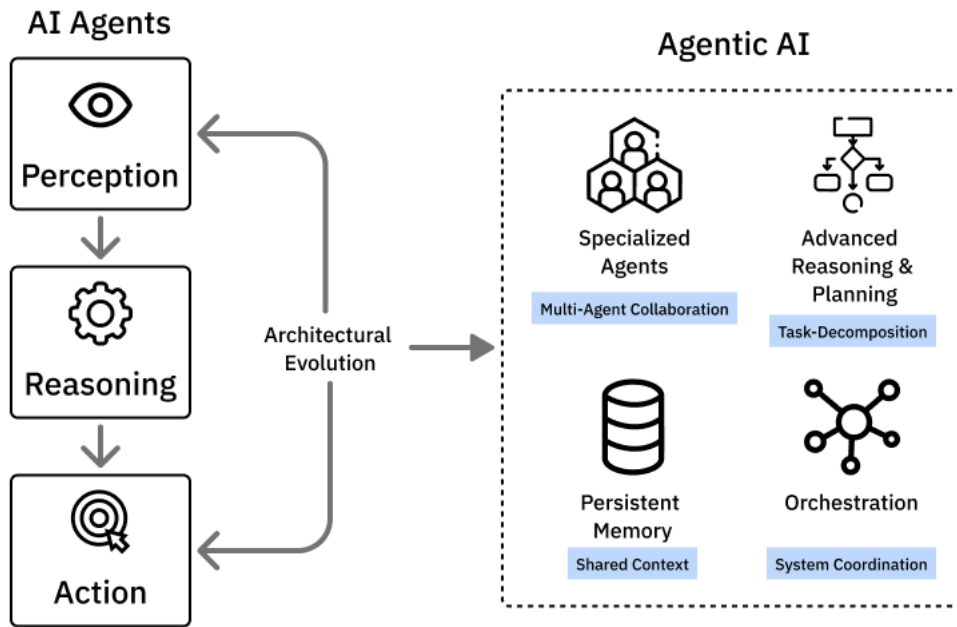 AI Agents
Perception
Reasoning
Action
Architectural
Evolution
Agentic AI
Specialized
Agents
Multi-Agent Collaboration
Advanced
Reasoning &
Planning
Task-Decomposition
Persistent
Memory
Shared Context
Orchestration
System Coordination